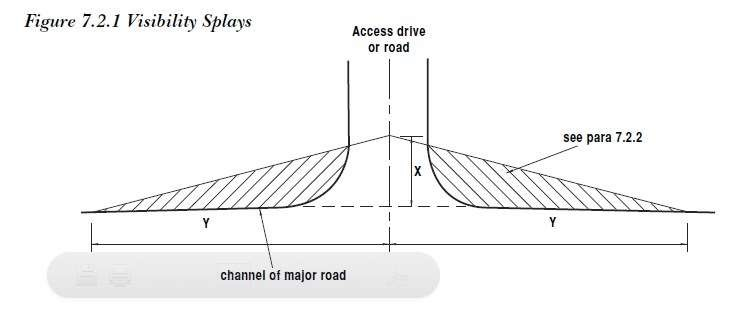 Figure 7.2.1 Visibility Splays
Access drive
or road
see para 7.2.2
X
Y
Y
channel of major road